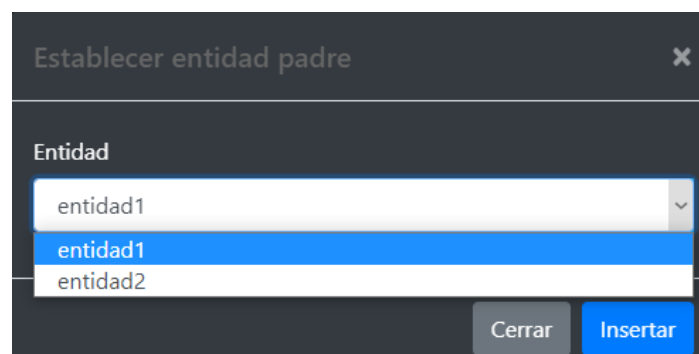 Establecer entidad padre
Entidad
entidad1
entidad1
entidad2
Cerrar Insertar